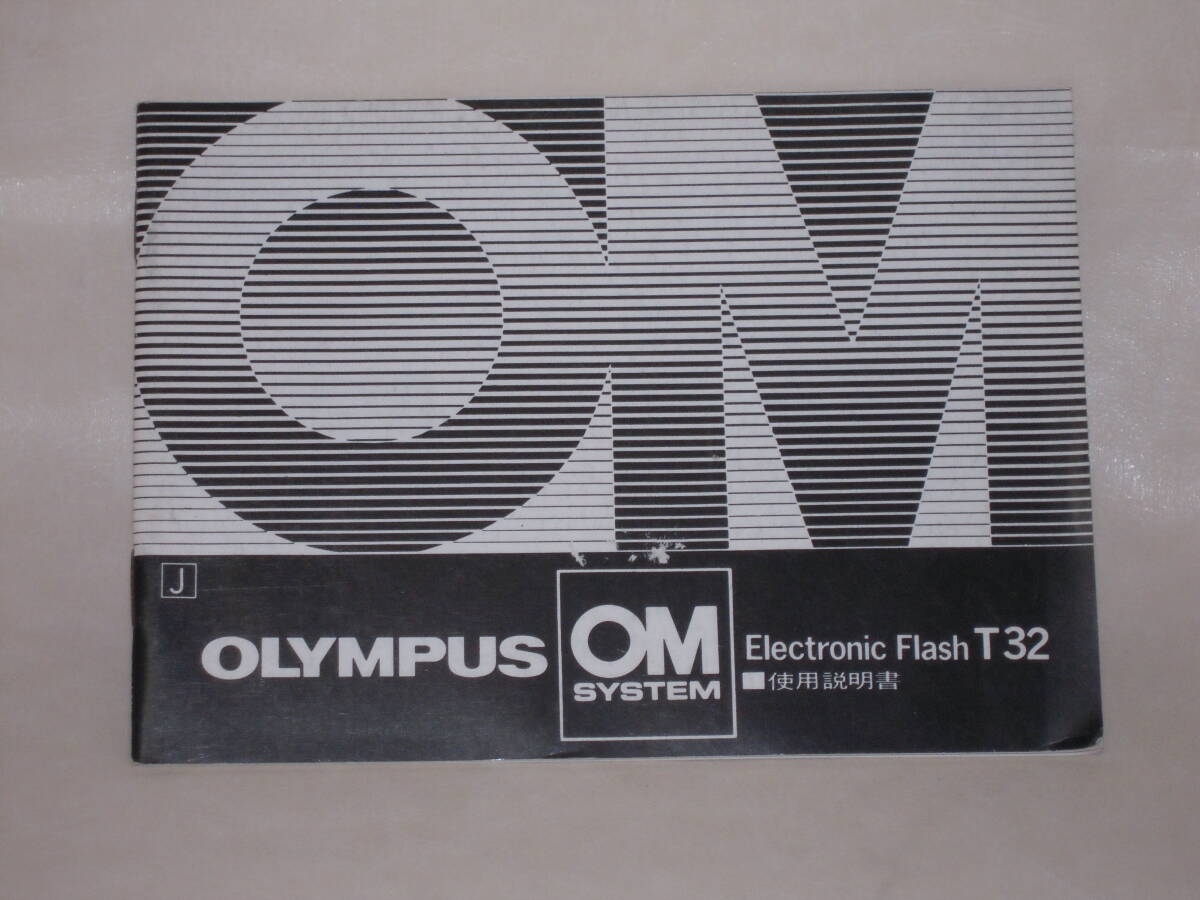 OM
J
OLYMPUS
OM
SYSTEM
Electronic Flash T32
■使用説明書